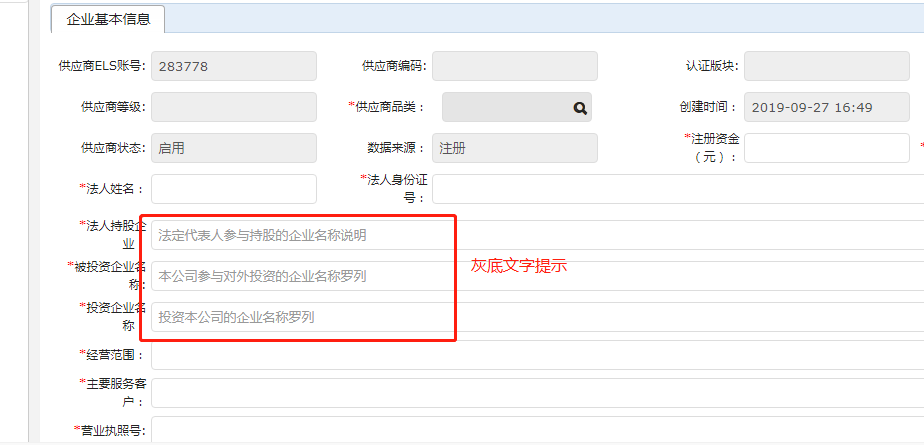 企业基本信息
供应商ELS账号: 283778 供应商编码: 认证版块:
供应商等级: *供应商品类： 创建时间： 2019-09-27 16:49
供应商状态: 启用 数据来源： 注册 *注册资金
（元）：
*法人姓名： *法人身份证
号：
*法人持股企
业 法定代表人参与持股的企业名称说明
*被投资企业名
称: 本公司参与对外投资的企业名称罗列
灰底文字提示
*投资企业名
称 投资本公司的企业名称罗列
*经营范围：
*主要服务客
户：
*营业执照号: